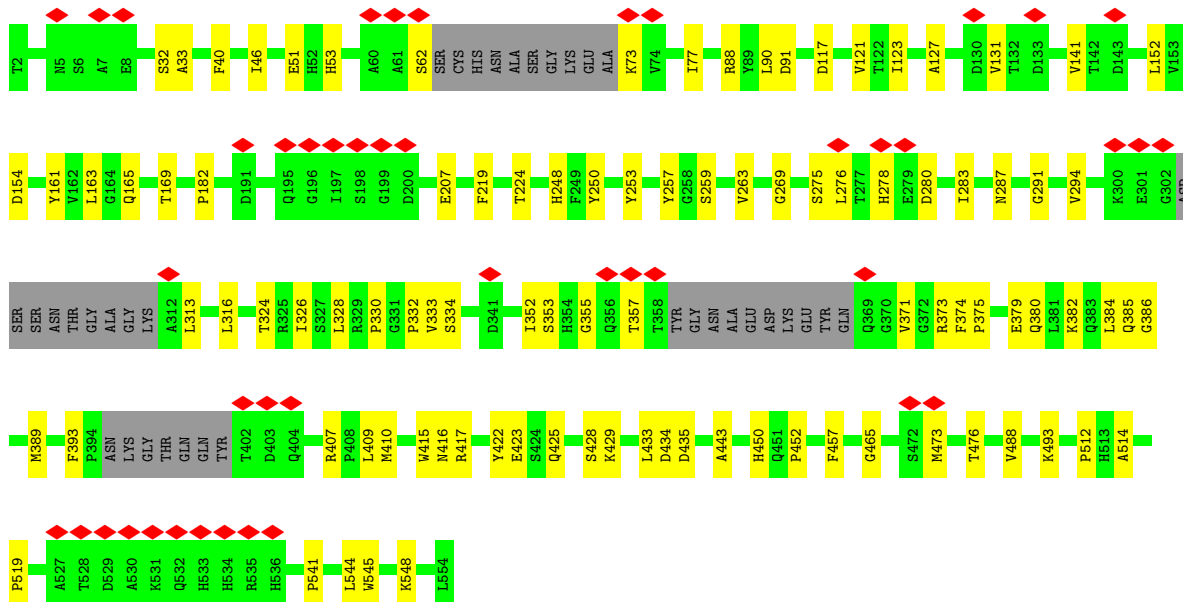 T2 N5 S6 A7 E8 S32 A33 F40 I46 E51 H52 H53 A60 A61 S62 SER CYS HIS ASN ALA SER GLY LYS GLU ALA K73 V74 I77 R88 Y89 L90 D91 D117 V121 T122 I123 A127 D130 V131 T132 D133 V141 T142 D143 L152 V153
D154 Y161 V162 L163 G164 Q165 T169 P182 D191 Q195 G196 I197 S198 G199 D200 E207 F219 T224 H248 F249 Y250 Y253 Y257 G258 S259 V263 G269 S275 L276 T277 H278 E279 D280 I283 N287 G291 V294 K300 E301 G302 ASP
SER SER ASN THR GLY ALA GLY LYS A312 L313 L316 T324 R325 I326 S327 L328 R329 P330 G331 P332 V333 S334 D341 I352 S353 H354 G355 Q356 T357 T358 TYR GLY ASN ALA GLU ASP LYS GLU TYR GLN Q369 G370 V371 G372 R373 F374 P375 E379 Q380 L381 K382 Q383 L384 Q385 G386
M389 F393 P394 ASN LYS GLY THR GLN GLN TYR T402 D403 Q404 R407 P408 L409 M410 W415 N416 R417 Y422 E423 S424 Q425 S428 K429 L433 D434 D435 A443 H450 Q451 P452 F457 G465 S472 M473 T476 V488 K493 P512 H513 A514
P519 A527 T528 D529 A530 K531 Q532 H533 H534 R535 H536 P541 L544 W545 K548 L554